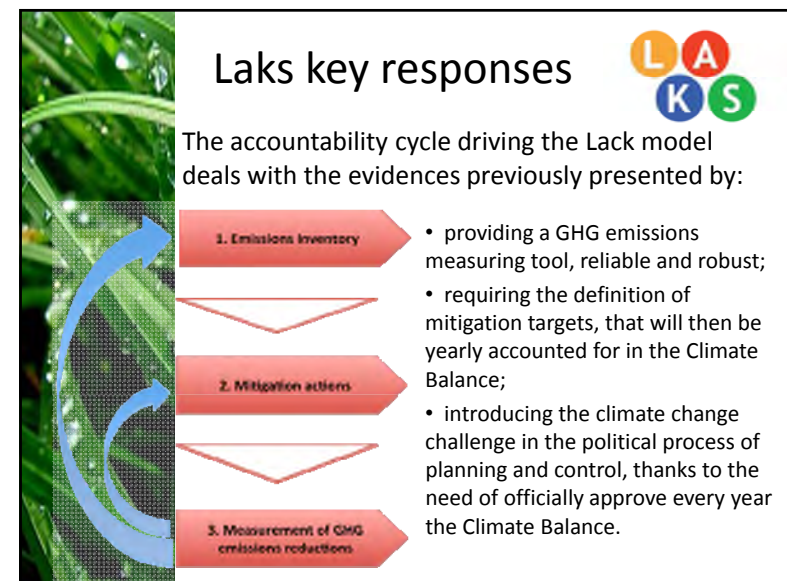 Laks key responses
L A
K S
The accountability cycle driving the Lack model
deals with the evidences previously presented by:
1. Emissions Inventory
2. Mitigation actions
3. Measurement of GHG
emissions reductions
• providing a GHG emissions
measuring tool, reliable and robust;
• requiring the definition of
mitigation targets, that will then be
yearly accounted for in the Climate
Balance;
• introducing the climate change
challenge in the political process of
planning and control, thanks to the
need of officially approve every year
the Climate Balance.